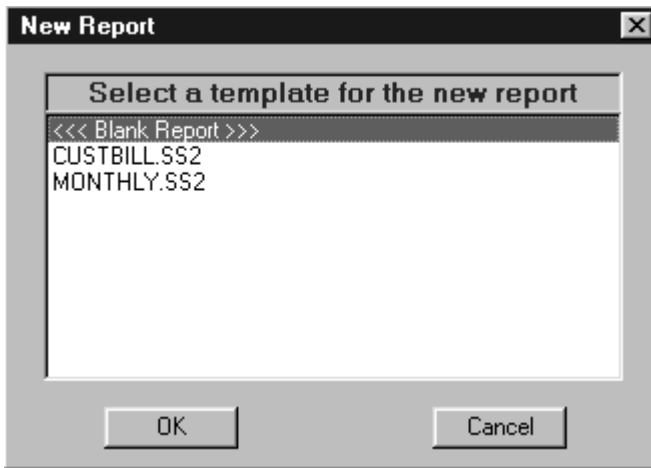 New Report
Select a template for the new report
<<< Blank Report >>>
CUSTBILL.SS2
MONTHLY.SS2
OK
Cancel